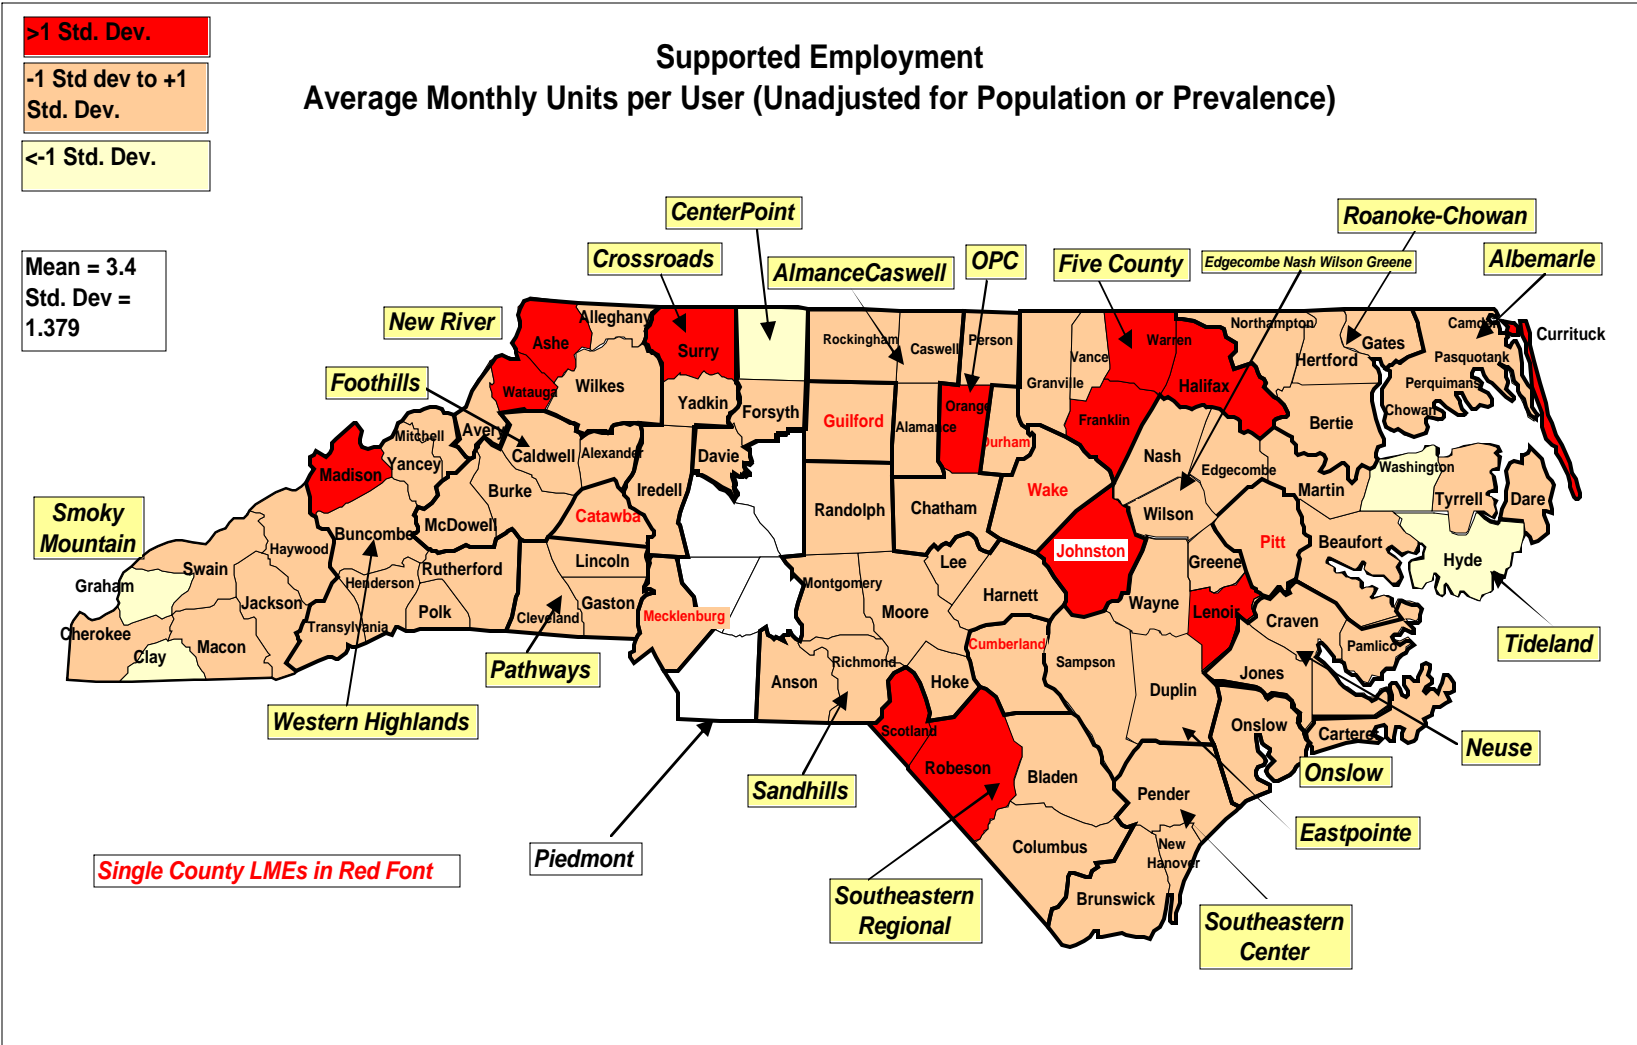 >1 Std. Dev.
-1 Std dev to +1
Std. Dev.
<-1 Std. Dev.
Supported Employment
Average Monthly Units per User (Unadjusted for Population or Prevalence)
Mean = 3.4
Std. Dev =
1.379
CenterPoint
Crossroads
AlmanceCaswell
OPC
Five County
Edgecombe Nash Wilson Greene
Roanoke-Chowan
Albemarle
New River
Foothills
Smoky
Mountain
Western Highlands
Pathways
Piedmont
Sandhills
Southeastern
Regional
Southeastern
Center
Eastpointe
Onslow
Neuse
Tideland
Single County LMEs in Red Font
Ashe
Alleghany
Surry
Watauga
Wilkes
Yadkin
Forsyth
Rockingham
Caswell
Person
Granville
Vance
Warren
Halifax
Franklin
Northampton
Hertford
Gates
Camden
Currituck
Pasquotank
Perquimans
Chowan
Bertie
Mitchell
Avery
Yancey
Madison
Caldwell
Alexander
Davie
Iredell
Burke
McDowell
Catawba
Guilford
Alamance
Orange
Durham
Wake
Nash
Edgecombe
Wilson
Martin
Washington
Tyrrell
Dare
Randolph
Chatham
Johnston
Greene
Pitt
Beaufort
Hyde
Buncombe
Haywood
Swain
Graham
Jackson
Henderson
Rutherford
Polk
Transylvania
Cherokee
Clay
Macon
Lincoln
Gaston
Cleveland
Mecklenburg
Montgomery
Moore
Lee
Harnett
Wayne
Lenoir
Craven
Pamlico
Jones
Cumberland
Sampson
Duplin
Richmond
Anson
Hoke
Scotland
Robeson
Bladen
Columbus
Pender
New
Hanover
Brunswick
Onslow
Carteret